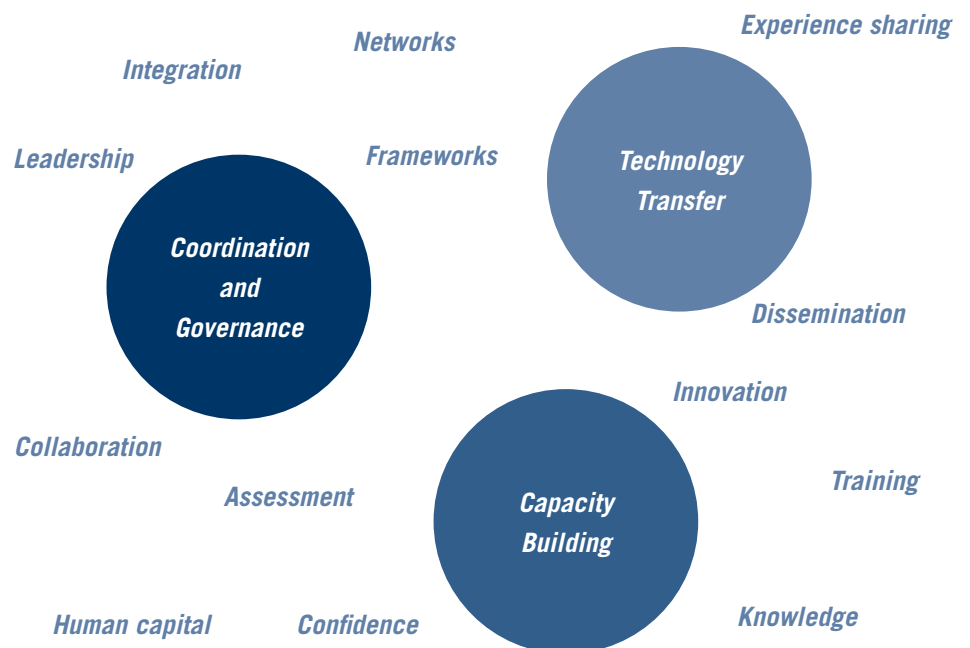 Experience sharing
Networks
Integration
Leadership
Frameworks
Technology
Transfer
Coordination
and
Governance
Dissemination
Innovation
Collaboration
Training
Assessment
Capacity
Building
Knowledge
Human capital
Confidence